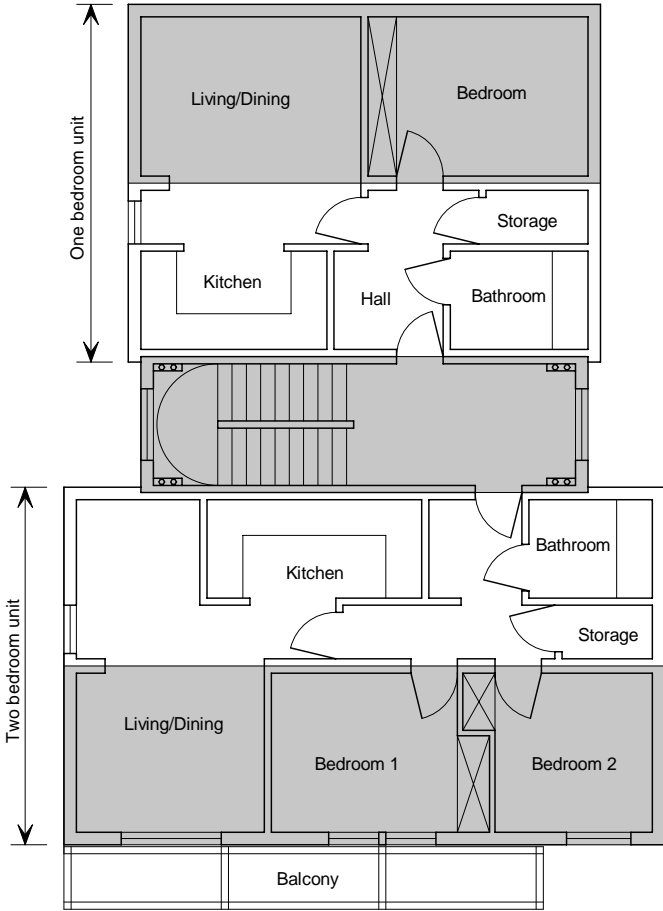 Living/Dining
Bedroom
One bedroom unit
Storage
Kitchen
Hall
Bathroom
Two bedroom unit
Bathroom
Kitchen
Storage
Living/Dining
Bedroom 1
Bedroom 2
Balcony